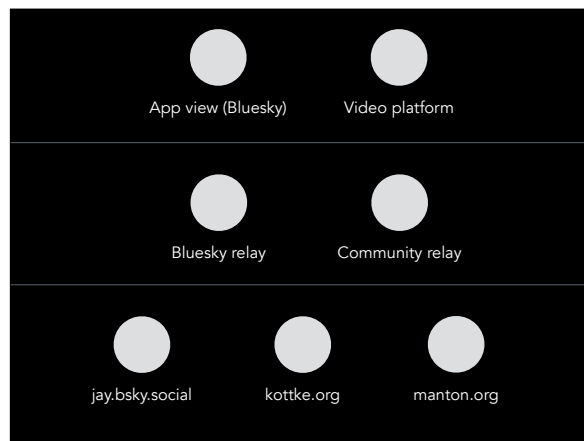 App view (Bluesky)
Video platform
Bluesky relay
Community relay
jay.bsky.social
kottke.org
manton.org